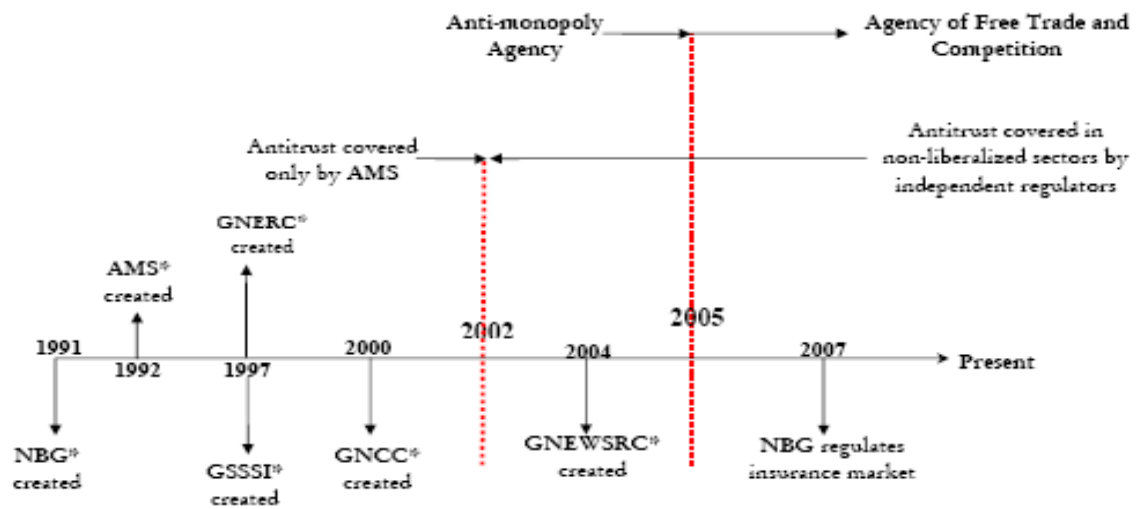 Anti-monopoly
Agency
Agency of Free Trade and
Competition
Antitrust covered
only by AMS
Antitrust covered in
non-liberalized sectors by
independent regulators
GNERC*
created
AMS*
created
1991
1992
1997
2000
2002
2004
2005
2007
Present
NBG*
created
GSSSI*
created
GNCC*
created
GNEWSRC*
created
NBG regulates
insurance market